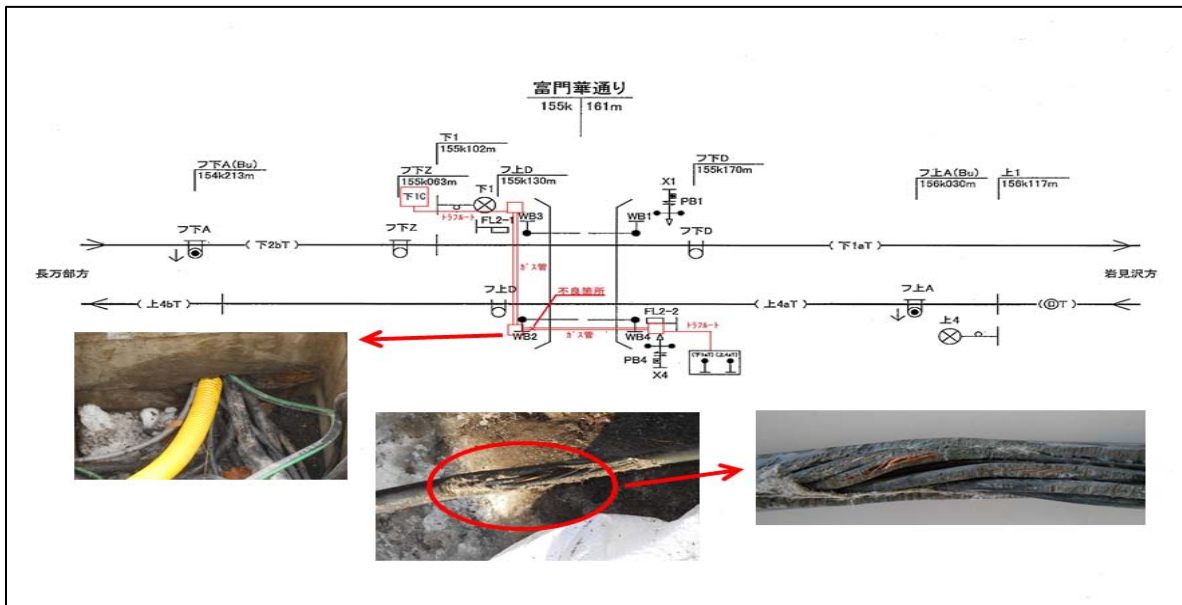 富門華通り
155k 161m
下1
155k102m
フ下A(Bu)
154k213m
フ下Z
155k063m
フ上D
155k130m
フ下D
155k170m
フ上A(Bu)
156k030m
上1
156k117m
下1C
下1
トラフルート
FL2-1
WB3
WB1
X1
PB1
フ下A
( 下2bT )
フ下Z
フ下D
( 下1aT )
ガス管
長万部方
岩見沢方
不良箇所
フ上D
( 上4bT )
( 上4aT )
フ上A
FL2-2
WB2
ガス管
WB4
トラフルート
上4
PB4
X4